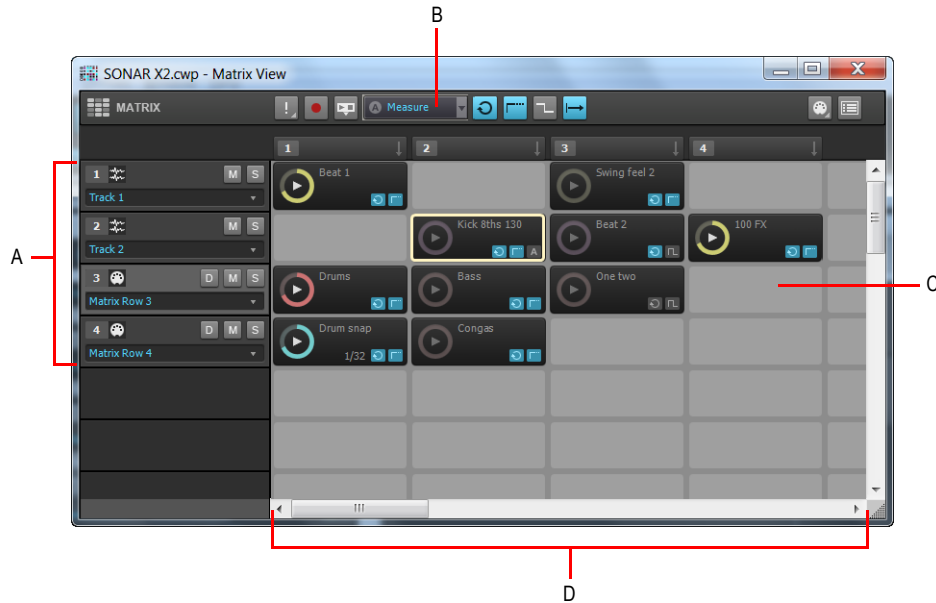 B
SONAR X2.cwp - Matrix View
MATRIX
! A Measure
1 2 3 4
1 M S
Track 1
Beat 1
Swing feel 2
2 M S
Track 2
Kick 8ths 130
A
Beat 2
100 FX
A
3 D M S
Matrix Row 3
Drums
Bass
One two
C
4 D M S
Matrix Row 4
Drum snap
1/32
Congas
D